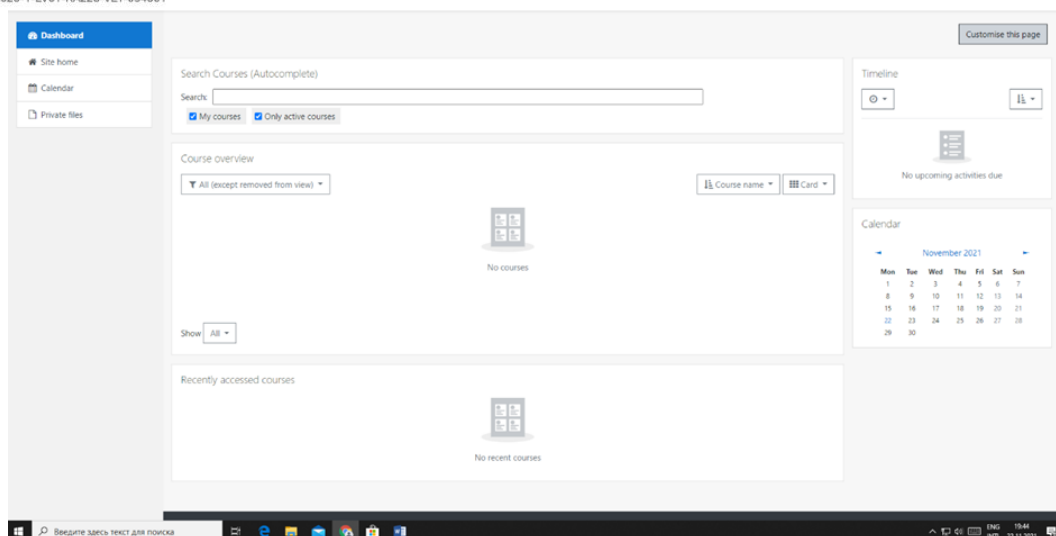 Dashboard
Customise this page
Site home
Calendar
Private files
Search Courses (Autocomplete)
Search:
My courses Only active courses
Course overview
All (except removed from view)
Course name Card
No courses
Show All
Recently accessed courses
No recent courses
Timeline
No upcoming activities due
Calendar
November 2021
Mon Tue Wed Thu Fri Sat Sun
1 2 3 4 5 6 7
8 9 10 11 12 13 14
15 16 17 18 19 20 21
22 23 24 25 26 27 28
29 30
Введите здесь текст для поиска
ENG 19:44